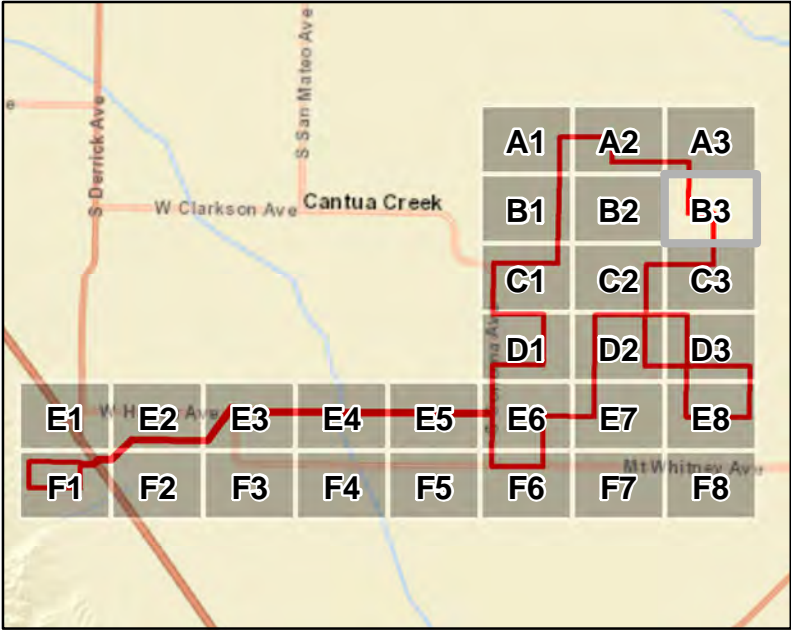 S San Mateo Ave
S Derrick Ave
e
A1 A2 A3
W Clarkson Ave Cantua Creek
B1 B2 B3
C1 C2 C3
D1 D2 D3
E1 E2 E3 E4 E5 E6 E7 E8
Mt Whitney Ave
F1 F2 F3 F4 F5 F6 F7 F8